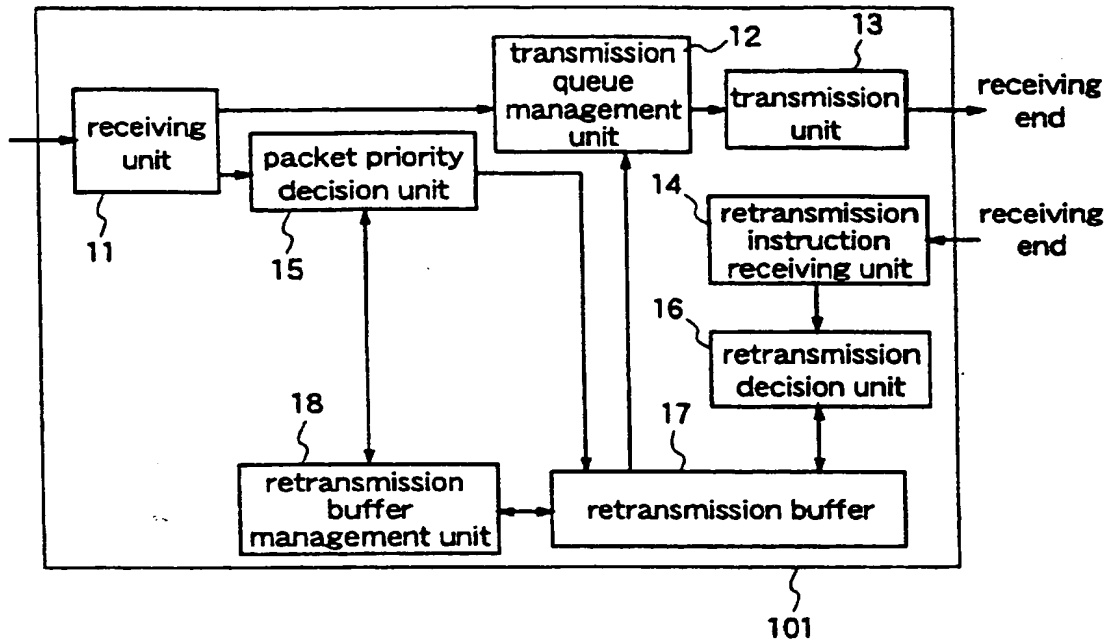 12
13
transmission
queue
management
unit
transmission
unit
receiving
end
receiving
unit
packet priority
decision unit
11
15
14
retransmission
instruction
receiving unit
receiving
end
16
retransmission
decision unit
18
17
retransmission
buffer
management unit
retransmission buffer
101